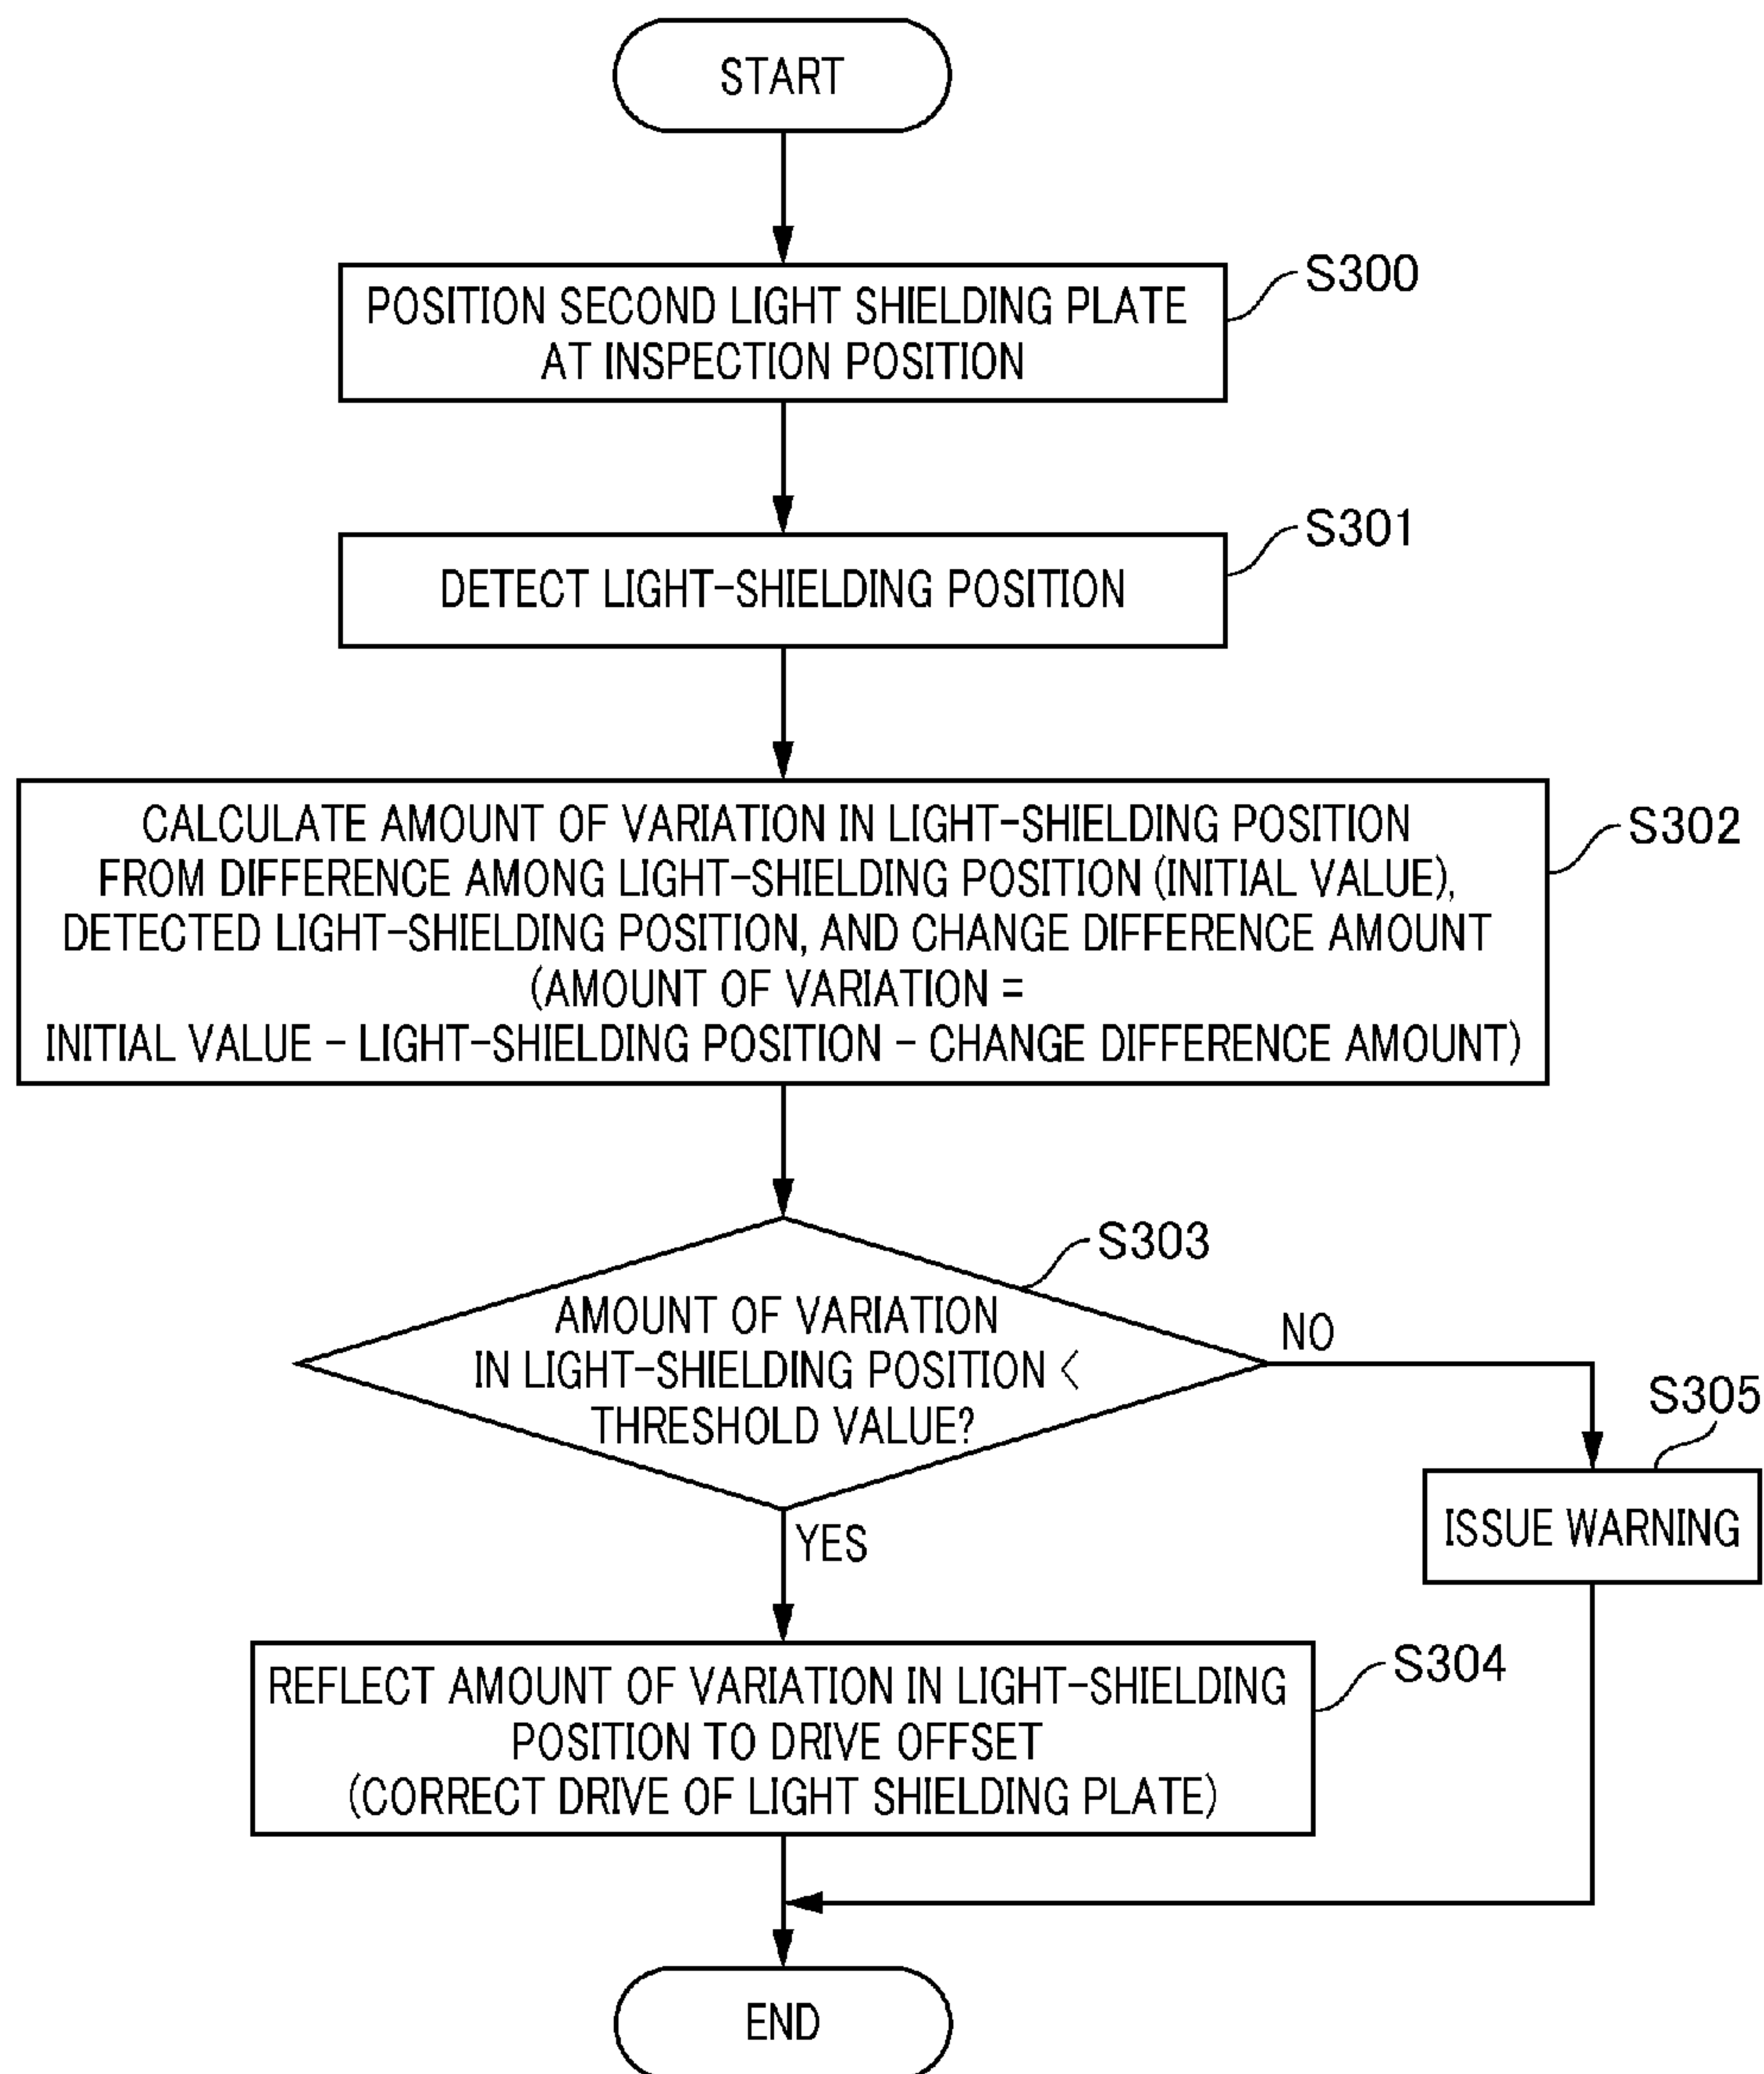 START
S300
POSITION SECOND LIGHT SHIELDING PLATE
AT INSPECTION POSITION
S301
DETECT LIGHT-SHIELDING POSITION
S302
CALCULATE AMOUNT OF VARIATION IN LIGHT-SHIELDING POSITION
FROM DIFFERENCE AMONG LIGHT-SHIELDING POSITION (INITIAL VALUE),
DETECTED LIGHT-SHIELDING POSITION, AND CHANGE DIFFERENCE AMOUNT
(AMOUNT OF VARIATION =
INITIAL VALUE - LIGHT-SHIELDING POSITION - CHANGE DIFFERENCE AMOUNT)
S303
AMOUNT OF VARIATION
IN LIGHT-SHIELDING POSITION <
THRESHOLD VALUE?
NO
S305
ISSUE WARNING
YES
S304
REFLECT AMOUNT OF VARIATION IN LIGHT-SHIELDING
POSITION TO DRIVE OFFSET
(CORRECT DRIVE OF LIGHT SHIELDING PLATE)
END